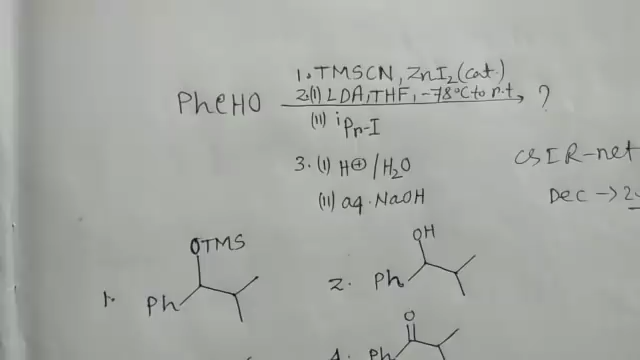 1. TMSCN, ZnI2 (cat.)
PhCHO 2.(i) LDA, THF, -78°C to r.t, ?
(ii) iPr-I
3. (i) H⊕/H2O
(ii) aq. NaOH
CSIR-net
Dec →
OTMS
1. Ph
OH
2. Ph
O
4. Ph